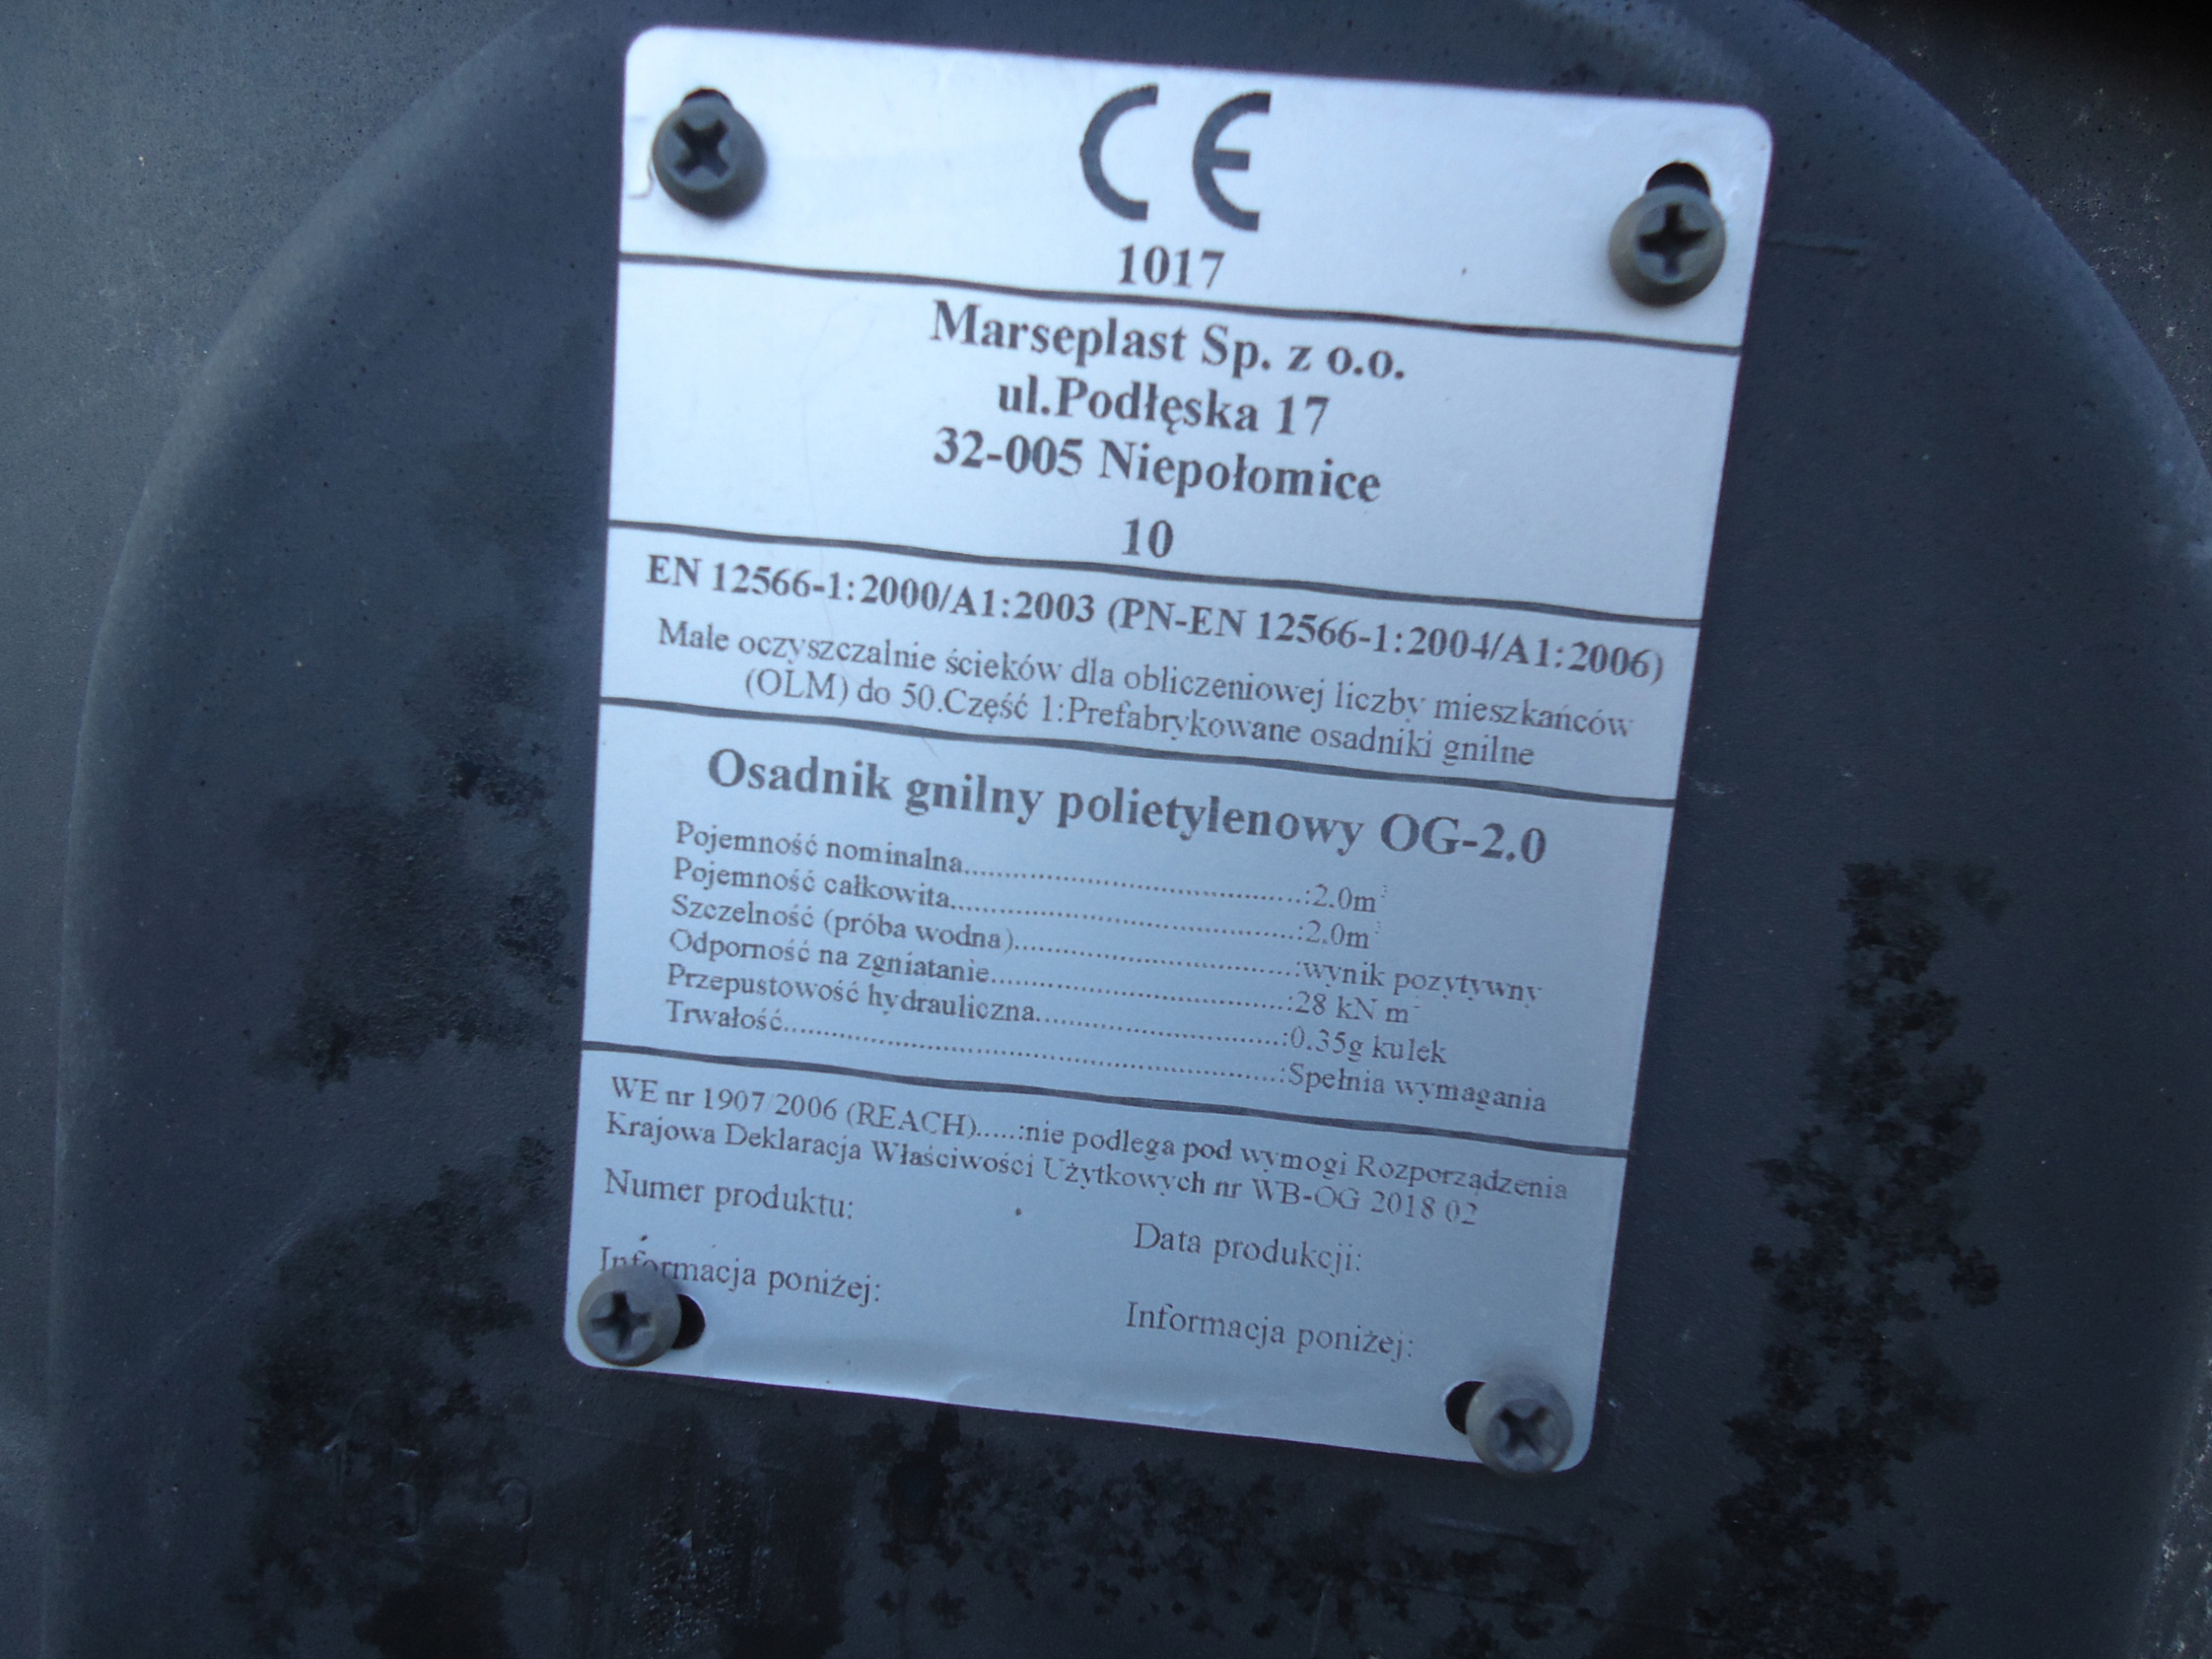 CE
1017
Marseplast Sp. z o.o.
ul.Podłęska 17
32-005 Niepołomice
10
EN 12566-1:2000/A1:2003 (PN-EN 12566-1:2004/A1:2006)
Małe oczyszczalnie ścieków dla obliczeniowej liczby mieszkańców
(OLM) do 50.Część 1:Prefabrykowane osadniki gnilne
Osadnik gnilny polietylenowy OG-2.0
Pojemność nominalna..............................:2.0m³
Pojemność całkowita..............................:2.0m³
Szczelność (próba wodna).........................:wynik pozytywny
Odporność na zgniatanie..........................:28 kN m
Przepustowość hydrauliczna.......................:0.35g kulek
Trwałość.........................................:Spełnia wymagania
WE nr 1907/2006 (REACH).....:nie podlega pod wymogi Rozporządzenia
Krajowa Deklaracja Właściwości Użytkowych nr WB-OG 2018 02
Numer produktu: Data produkcji:
Informacja poniżej: Informacja poniżej: